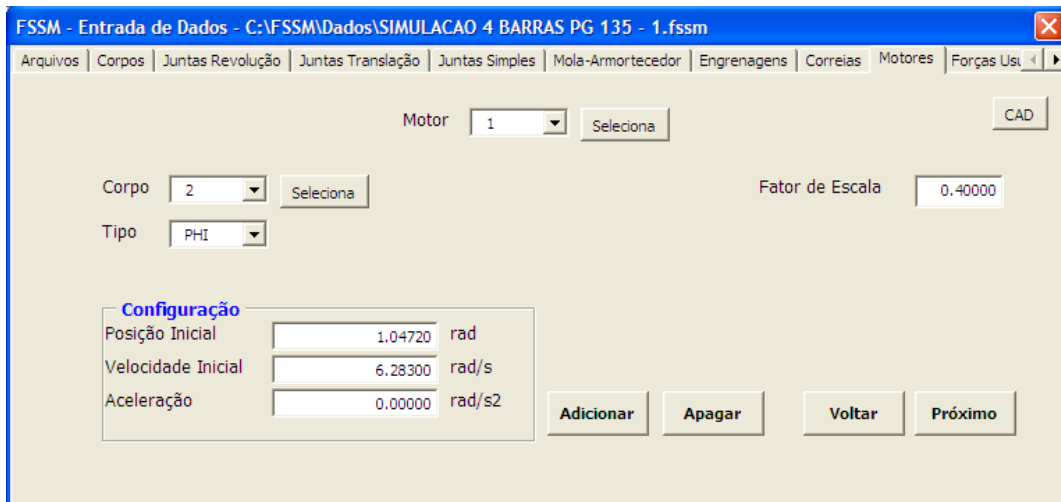 FSSM - Entrada de Dados - C:\FSSM\Dados\SIMULACAO 4 BARRAS PG 135 - 1.fssm
Arquivos | Corpos | Juntas Revolução | Juntas Translação | Juntas Simples | Mola-Armortecedor | Engrenagens | Correias | Motores | Forças Usu
Motor 1 Seleciona CAD
Corpo 2 Seleciona Fator de Escala 0.40000
Tipo PHI
Configuração
Posição Inicial 1.04720 rad
Velocidade Inicial 6.28300 rad/s
Aceleração 0.00000 rad/s2
Adicionar Apagar Voltar Próximo